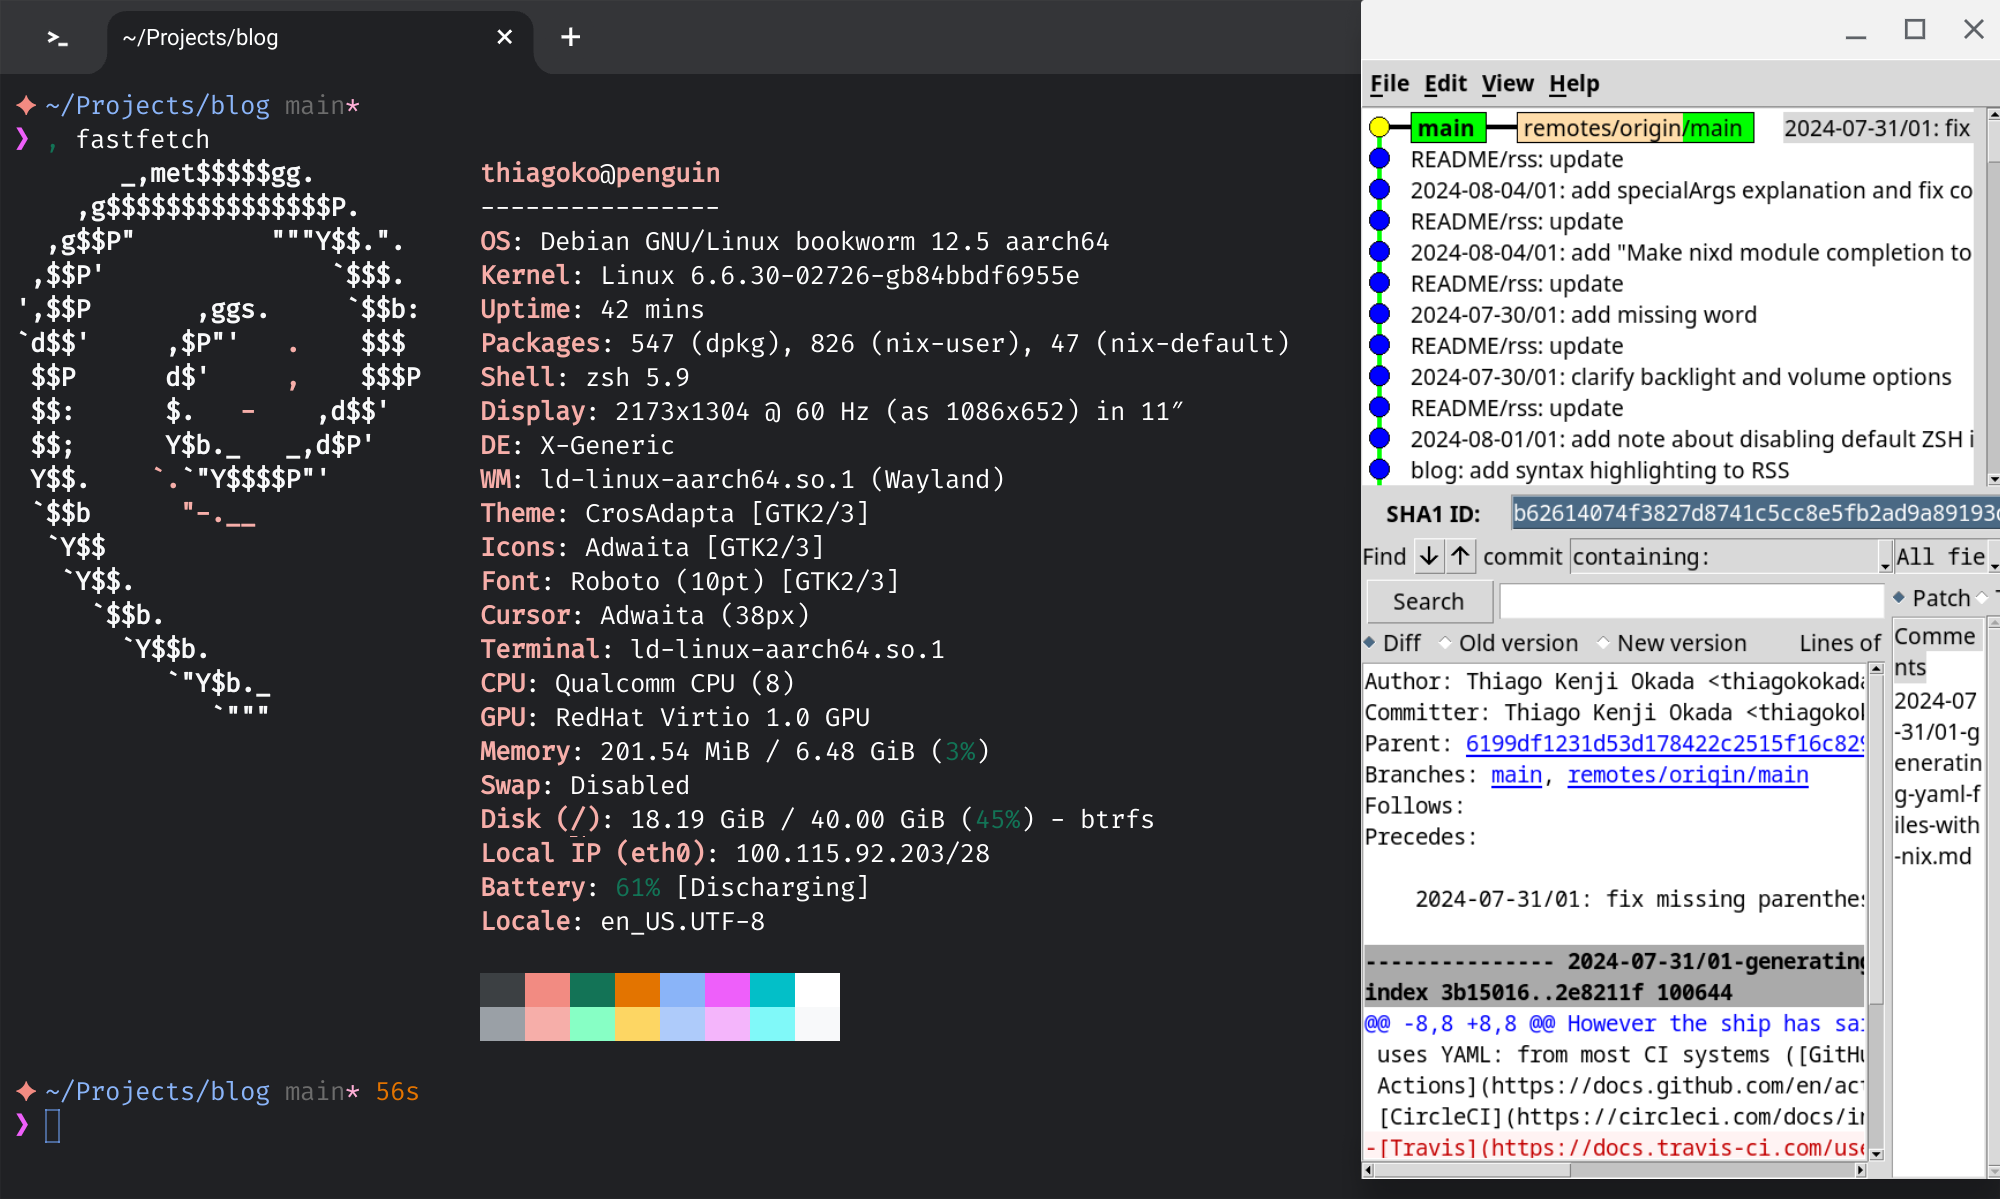 >_
~/Projects/blog
~/Projects/blog main*
❯ , fastfetch
_,met$$$$$gg.
,g$$$$$$$$$$$$$$$P.
,g$$P" """Y$$.".
,$$P' `$$$.
',$$P ,ggs. `$$b:
`d$$' ,$P"' . $$$
$$P d$' , $$$P
$$: $. - ,d$$'
$$; Y$b._ _,d$P'
Y$$. `.`"Y$$$$P"'
`$$b "-.__
`Y$$
`Y$$.
`$$b.
`Y$$b.
`"Y$b._
`"""
thiagoko@penguin
----------------
OS: Debian GNU/Linux bookworm 12.5 aarch64
Kernel: Linux 6.6.30-02726-gb84bbdf6955e
Uptime: 42 mins
Packages: 547 (dpkg), 826 (nix-user), 47 (nix-default)
Shell: zsh 5.9
Display: 2173x1304 @ 60 Hz (as 1086x652) in 11″
DE: X-Generic
WM: ld-linux-aarch64.so.1 (Wayland)
Theme: CrosAdapta [GTK2/3]
Icons: Adwaita [GTK2/3]
Font: Roboto (10pt) [GTK2/3]
Cursor: Adwaita (38px)
Terminal: ld-linux-aarch64.so.1
CPU: Qualcomm CPU (8)
GPU: RedHat Virtio 1.0 GPU
Memory: 201.54 MiB / 6.48 GiB (3%)
Swap: Disabled
Disk (/): 18.19 GiB / 40.00 GiB (45%) - btrfs
Local IP (eth0): 100.115.92.203/28
Battery: 61% [Discharging]
Locale: en_US.UTF-8
~/Projects/blog main* 56s
❯
File Edit View Help
main remotes/origin/main 2024-07-31/01: fix
README/rss: update
2024-08-04/01: add specialArgs explanation and fix co
README/rss: update
2024-08-04/01: add "Make nixd module completion to
README/rss: update
2024-07-30/01: add missing word
README/rss: update
2024-07-30/01: clarify backlight and volume options
README/rss: update
2024-08-01/01: add note about disabling default ZSH i
blog: add syntax highlighting to RSS
SHA1 ID: b62614074f3827d8741c5cc8e5fb2ad9a89193
Find ↓ ↑ commit containing: All fie
Search
Patch
Diff Old version New version Lines of
Author: Thiago Kenji Okada <thiagokokada
Committer: Thiago Kenji Okada <thiagokok
Parent: 6199df1231d53d178422c2515f16c829
Branches: main, remotes/origin/main
Follows:
Precedes:
2024-07-31/01: fix missing parenthes
--------------- 2024-07-31/01-generating
index 3b15016..2e8211f 100644
@@ -8,8 +8,8 @@ However the ship has sai
uses YAML: from most CI systems ([GitHu
Actions](https://docs.github.com/en/act
[CircleCI](https://circleci.com/docs/in
-[Travis](https://docs.travis-ci.com/use
Comme
nts
2024-07
-31/01-g
eneratin
g-yaml-f
iles-with
-nix.md